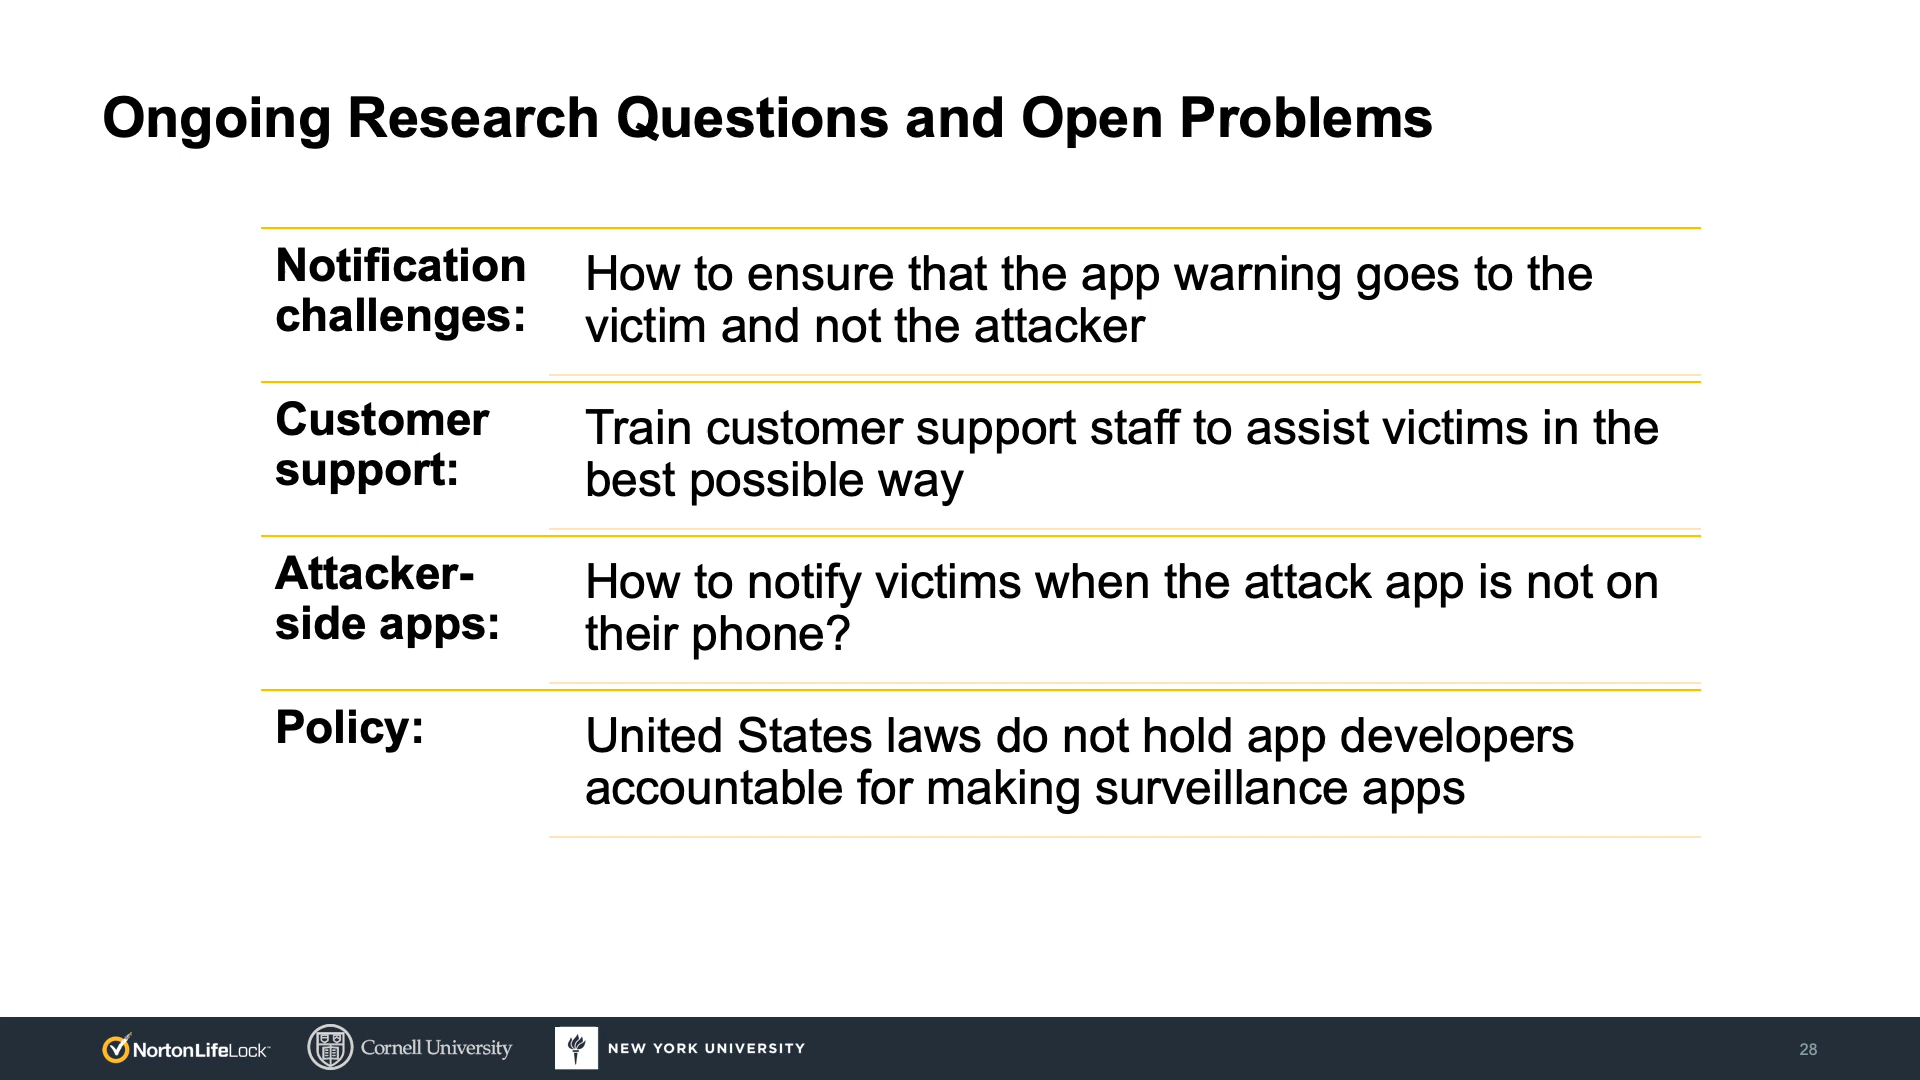 Ongoing Research Questions and Open Problems
Notification
challenges:
How to ensure that the app warning goes to the
victim and not the attacker
Customer
support:
Train customer support staff to assist victims in the
best possible way
Attacker-
side apps:
How to notify victims when the attack app is not on
their phone?
Policy:
United States laws do not hold app developers
accountable for making surveillance apps
NortonLifeLock
Cornell University
NEW YORK UNIVERSITY
28